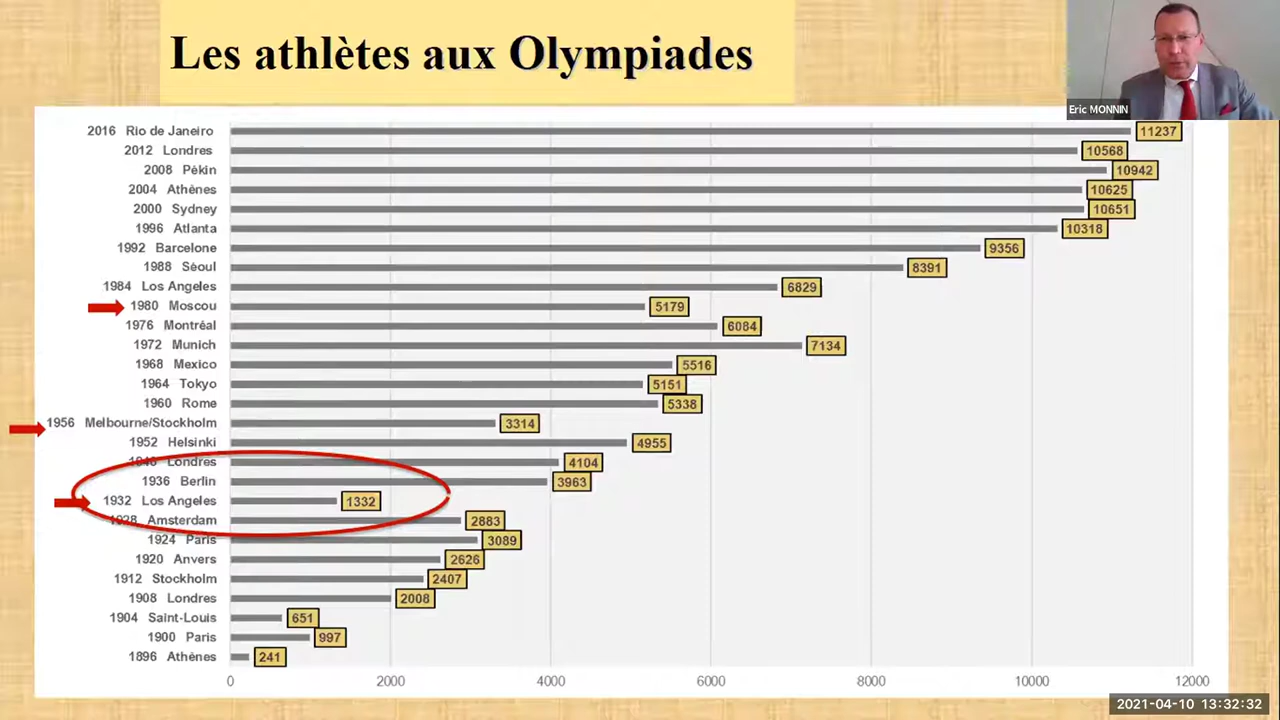 Les athlètes aux Olympiades
Eric MONNIN
2016 Rio de Janeiro 11237
2012 Londres 10568
2008 Pékin 10942
2004 Athènes 10625
2000 Sydney 10651
1996 Atlanta 10318
1992 Barcelone 9356
1988 Séoul 8391
1984 Los Angeles 6829
1980 Moscou 5179
1976 Montréal 6084
1972 Munich 7134
1968 Mexico 5516
1964 Tokyo 5151
1960 Rome 5338
1956 Melbourne/Stockholm 3314
1952 Helsinki 4955
1948 Londres 4104
1936 Berlin 3963
1932 Los Angeles 1332
1928 Amsterdam 2883
1924 Paris 3089
1920 Anvers 2626
1912 Stockholm 2407
1908 Londres 2008
1904 Saint-Louis 651
1900 Paris 997
1896 Athènes 241
0 2000 4000 6000 8000 10000 12000
2021-04-10 13:32:32